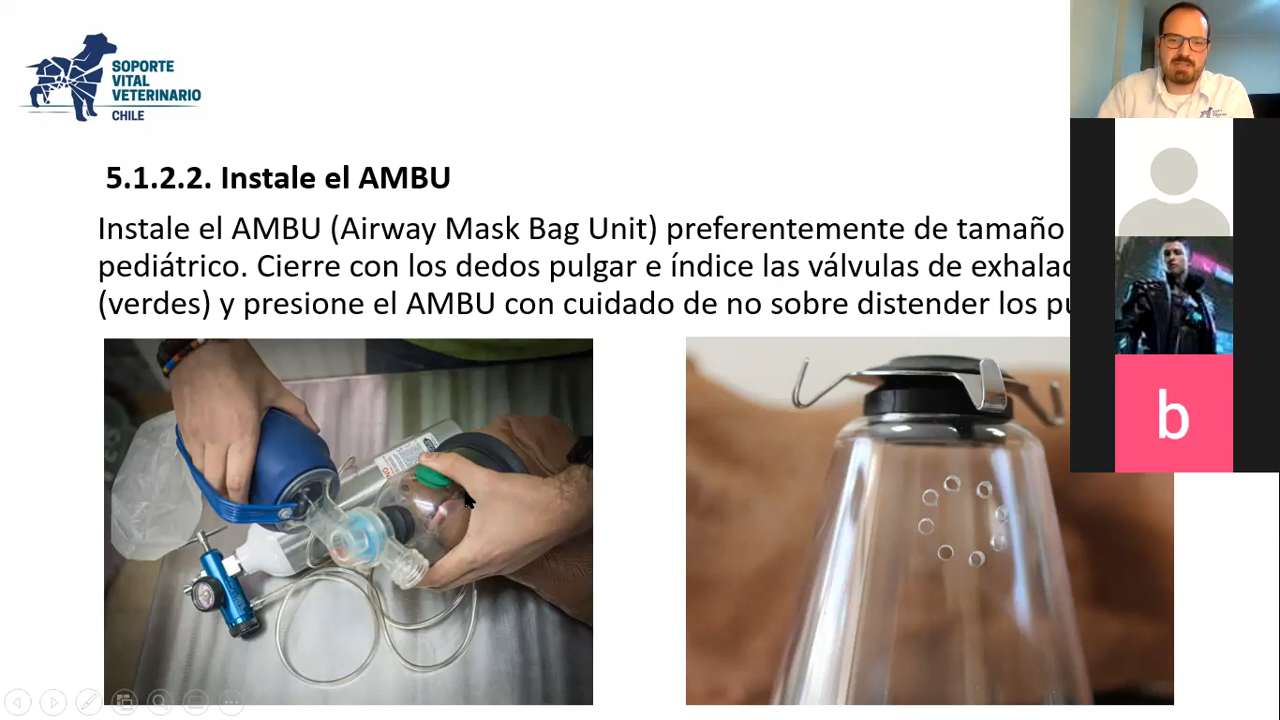 SOPORTE
VITAL
VETERINARIO
CHILE
5.1.2.2. Instale el AMBU
Instale el AMBU (Airway Mask Bag Unit) preferentemente de tamaño
pediátrico. Cierre con los dedos pulgar e índice las válvulas de
(verdes) y presione el AMBU con cuidado de no sobre distender los
b